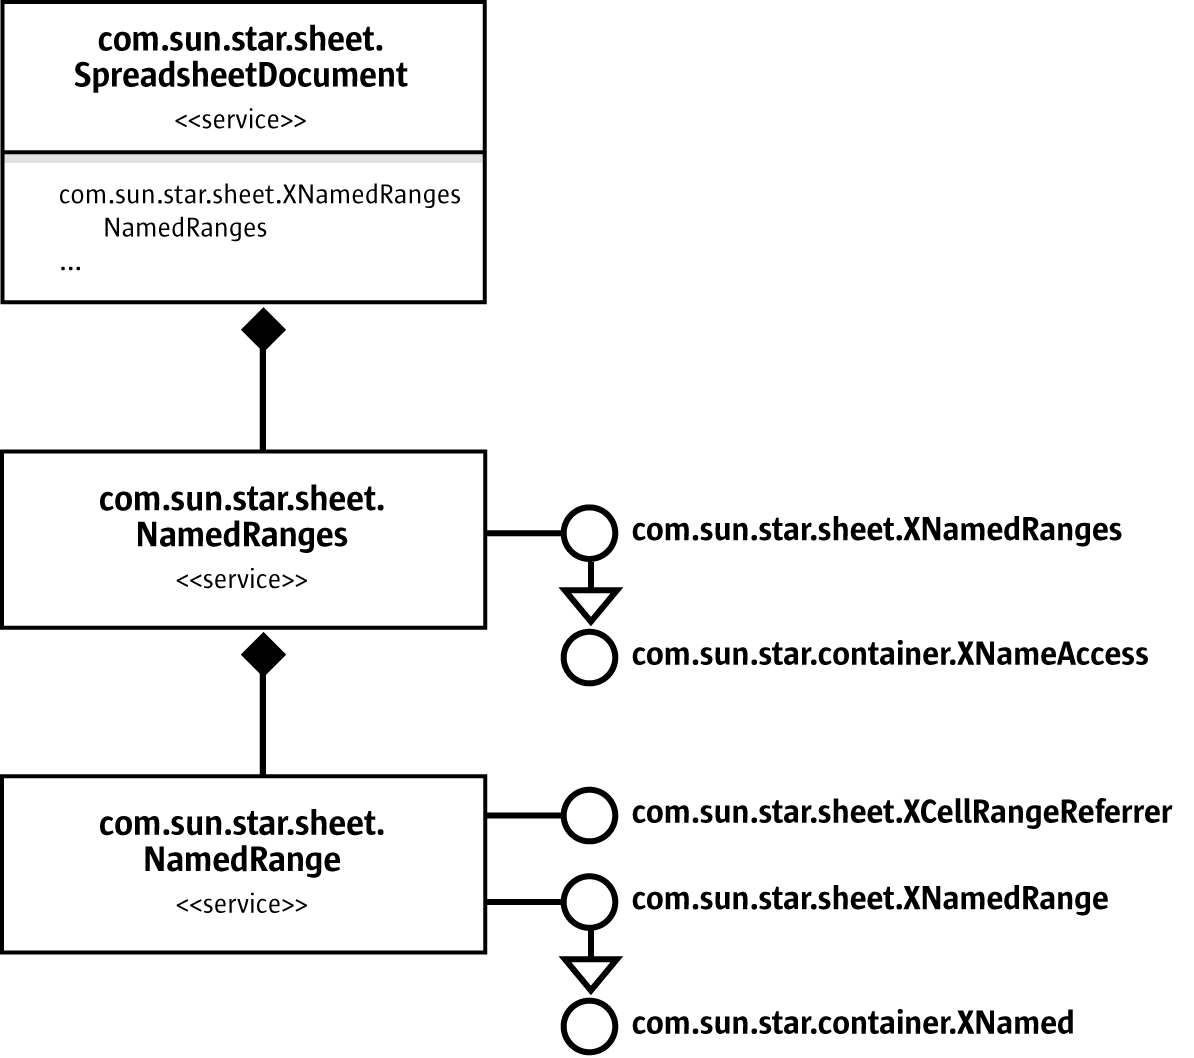 com.sun.star.sheet.
SpreadsheetDocument
<<service>>
com.sun.star.sheet.XNamedRanges
NamedRanges
...
com.sun.star.sheet.
NamedRanges
<<service>>
com.sun.star.sheet.XNamedRanges
com.sun.star.container.XNameAccess
com.sun.star.sheet.
NamedRange
<<service>>
com.sun.star.sheet.XCellRangeReferrer
com.sun.star.sheet.XNamedRange
com.sun.star.container.XNamed